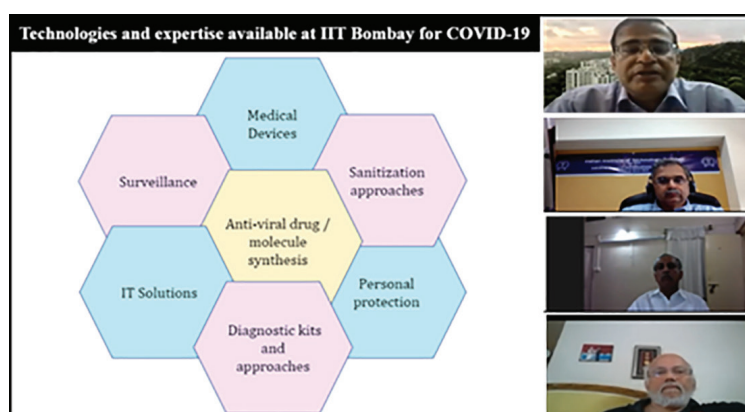 Technologies and expertise available at IIT Bombay for COVID-19
Medical
Devices
Surveillance
Sanitization
approaches
Anti-viral drug /
molecule
synthesis
IT Solutions
Personal
protection
Diagnostic kits
and
approaches